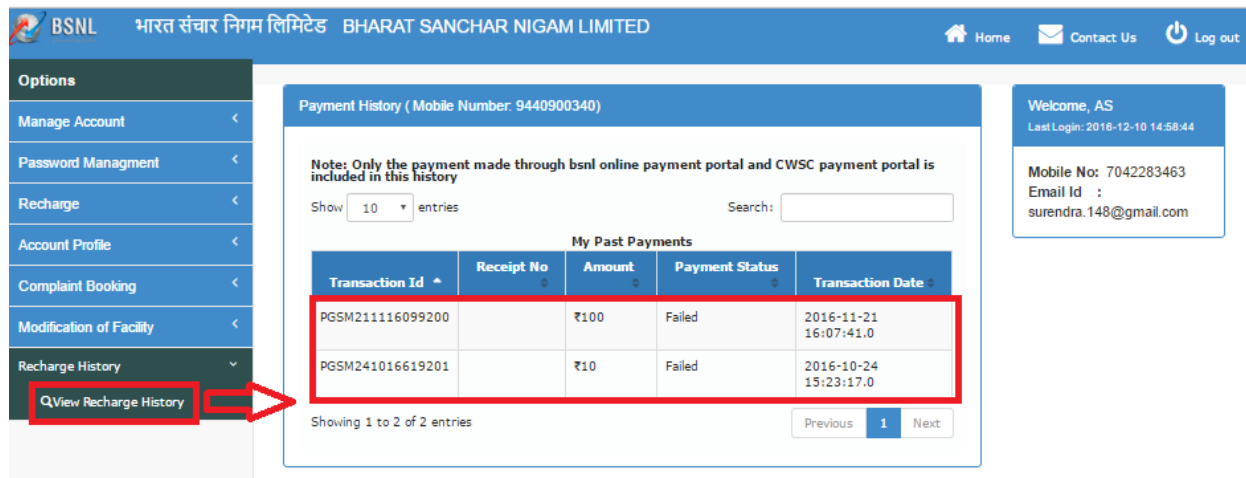 BSNL भारत संचार निगम लिमिटेड BHARAT SANCHAR NIGAM LIMITED
Home Contact Us Log out
Options
Manage Account
Password Managment
Recharge
Account Profile
Complaint Booking
Modification of Facility
Recharge History
View Recharge History
Payment History ( Mobile Number: 9440900340)
Note: Only the payment made through bsnl online payment portal and CWSC payment portal is
included in this history
Show 10 entries Search:
My Past Payments
Transaction Id Receipt No Amount Payment Status Transaction Date
PGSM211116099200 ₹100 Failed 2016-11-21
16:07:41.0
PGSM241016619201 ₹10 Failed 2016-10-24
15:23:17.0
Showing 1 to 2 of 2 entries
Previous 1 Next
Welcome, AS
Last Login: 2016-12-10 14:58:44
Mobile No: 7042283463
Email Id :
surendra.148@gmail.com